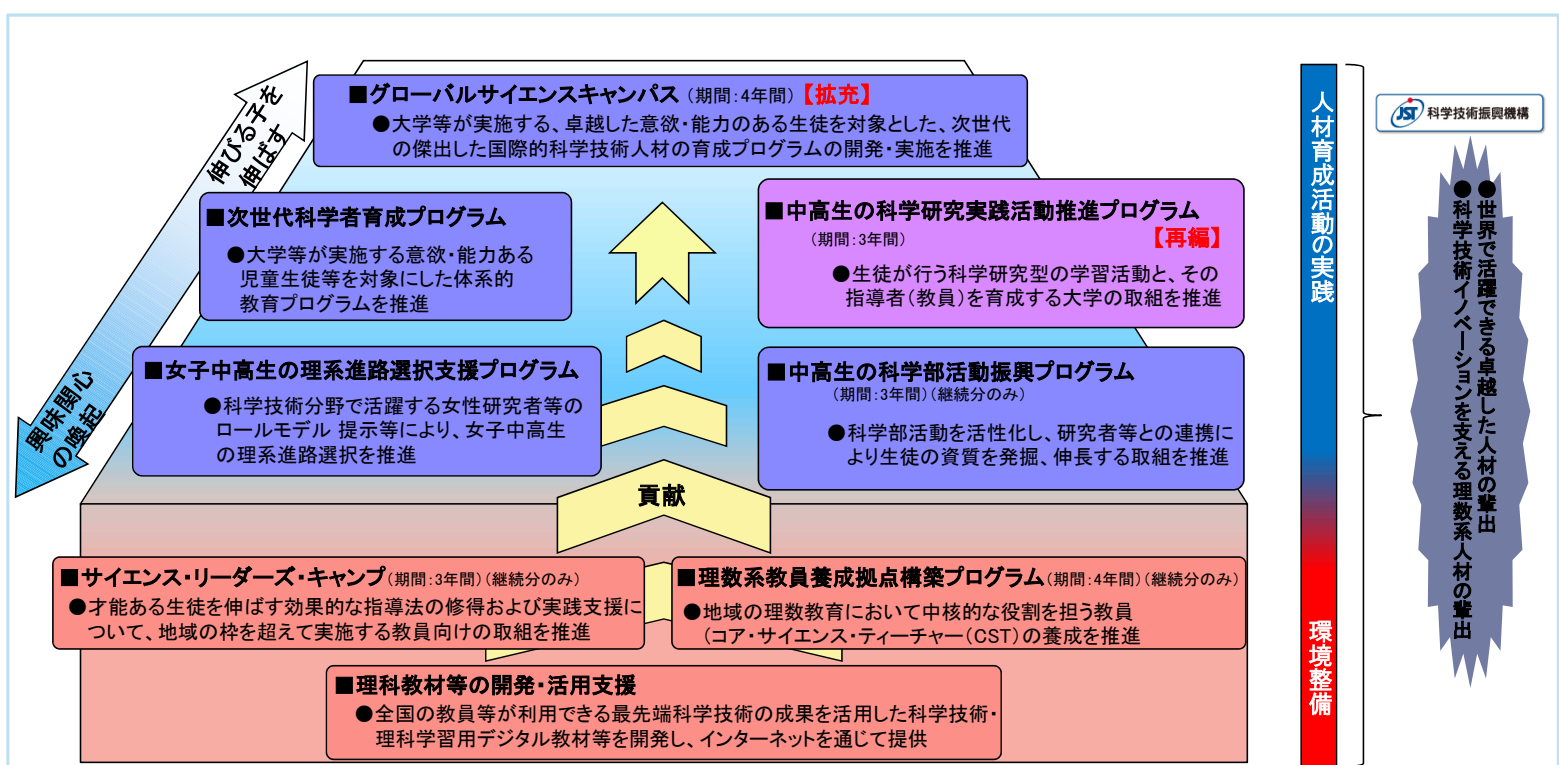 ■グローバルサイエンスキャンパス (期間:4年間) 【拡充】
●大学等が実施する、卓越した意欲・能力のある生徒を対象とした、次世代
の傑出した国際的科学技術人材の育成プログラムの開発・実施を推進
伸びる子を
伸ばす
■次世代科学者育成プログラム
●大学等が実施する意欲・能力ある
児童生徒等を対象にした体系的
教育プログラムを推進
■中高生の科学研究実践活動推進プログラム
(期間:3年間) 【再編】
●生徒が行う科学研究型の学習活動と、その
指導者(教員)を育成する大学の取組を推進
興味関心
の喚起
■女子中高生の理系進路選択支援プログラム
●科学技術分野で活躍する女性研究者等の
ロールモデル 提示等により、女子中高生
の理系進路選択を推進
■中高生の科学部活動振興プログラム
(期間:3年間)(継続分のみ)
●科学部活動を活性化し、研究者等との連携に
より生徒の資質を発掘、伸長する取組を推進
貢献
■サイエンス・リーダーズ・キャンプ(期間:3年間)(継続分のみ)
●才能ある生徒を伸ばす効果的な指導法の修得および実践支援に
ついて、地域の枠を超えて実施する教員向けの取組を推進
■理数系教員養成拠点構築プログラム(期間:4年間)(継続分のみ)
●地域の理数教育において中核的な役割を担う教員
(コア・サイエンス・ティーチャー(CST)の養成を推進
■理科教材等の開発・活用支援
●全国の教員等が利用できる最先端科学技術の成果を活用した科学技術・
理科学習用デジタル教材等を開発し、インターネットを通じて提供
人材育成活動の実践
環境整備
JST 科学技術振興機構
●世界で活躍できる卓越した人材の輩出
●科学技術イノベーションを支える理数系人材の輩出